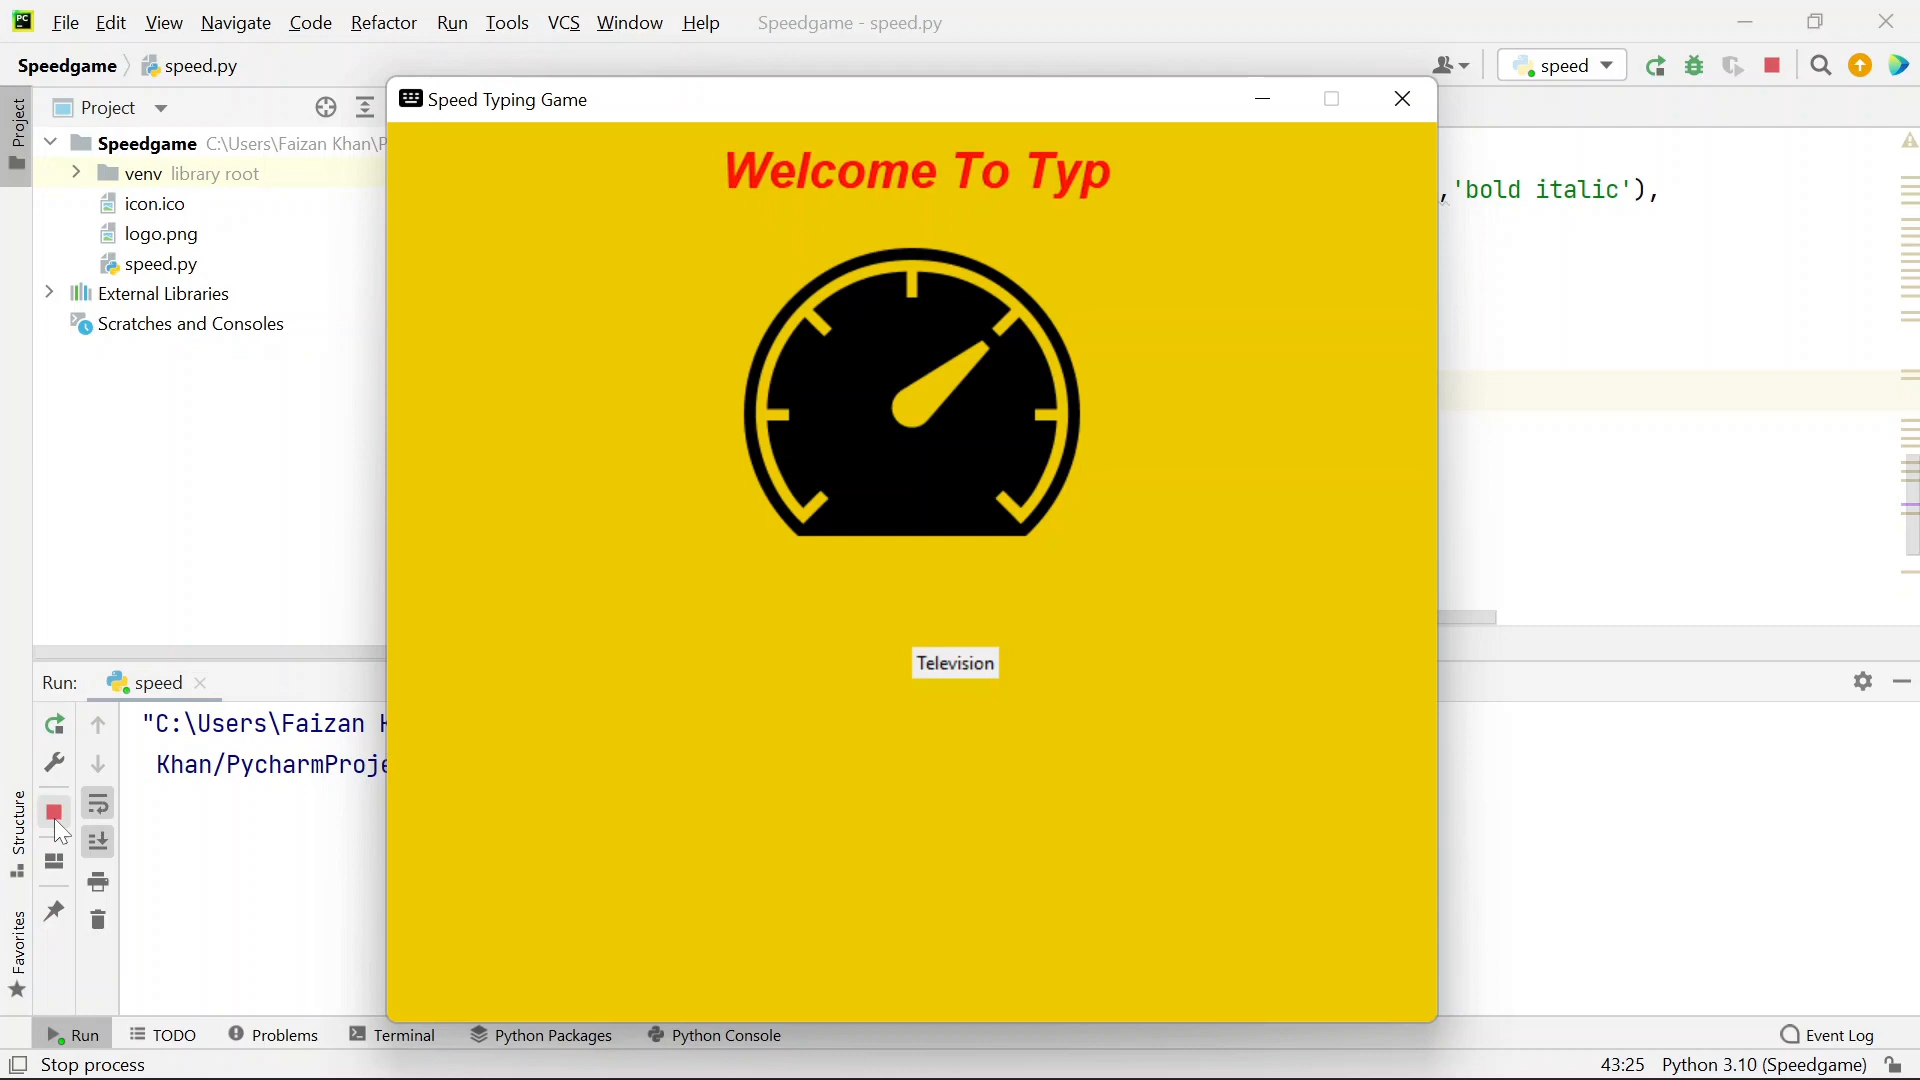 PC File Edit View Navigate Code Refactor Run Tools VCS Window Help Speedgame - speed.py
Speedgame speed.py speed
Project Speed Typing Game
Project
Speedgame C:\Users\Faizan Khan\P
venv library root
icon.ico
logo.png
speed.py
External Libraries
Scratches and Consoles
Welcome To Typ
,'bold italic'),
Television
Run: speed
"C:\Users\Faizan
Khan/PycharmProje
Structure
Favorites
Run TODO Problems Terminal Python Packages Python Console Event Log
Stop process 43:25 Python 3.10 (Speedgame)